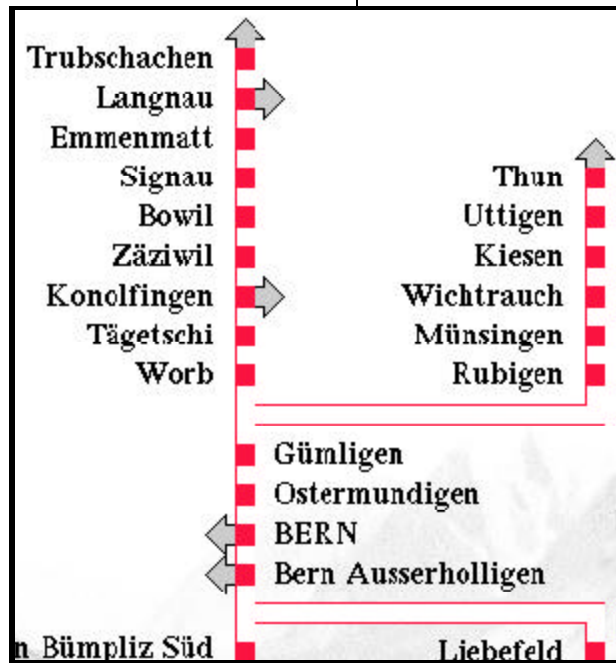 Trubschachen
Langnau
Emmenmatt
Signau
Bowil
Zäziwil
Konolfingen
Tägetschi
Worb
Thun
Uttigen
Kiesen
Wichtrauch
Münsingen
Rubigen
Gümligen
Ostermundigen
BERN
Bern Ausserholligen
n Bümpliz Süd
Liebefeld